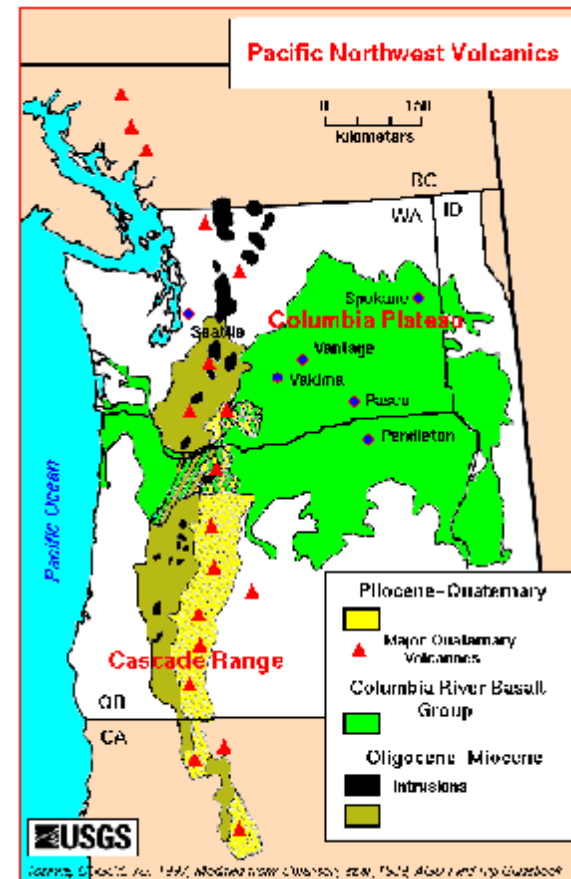 Pacific Northwest Volcanics
0 150
kilometers
BC
WA ID
Spokane
Columbia Plateau
Seattle
Vantage
Yakima
Pasco
Pendleton
Pacific Ocean
Pliocene-Quaternary
Major Quaternary
Volcanoes
Cascade Range
Columbia River Basalt
Group
OR
CA
Oligocene-Miocene
Intrusions
USGS